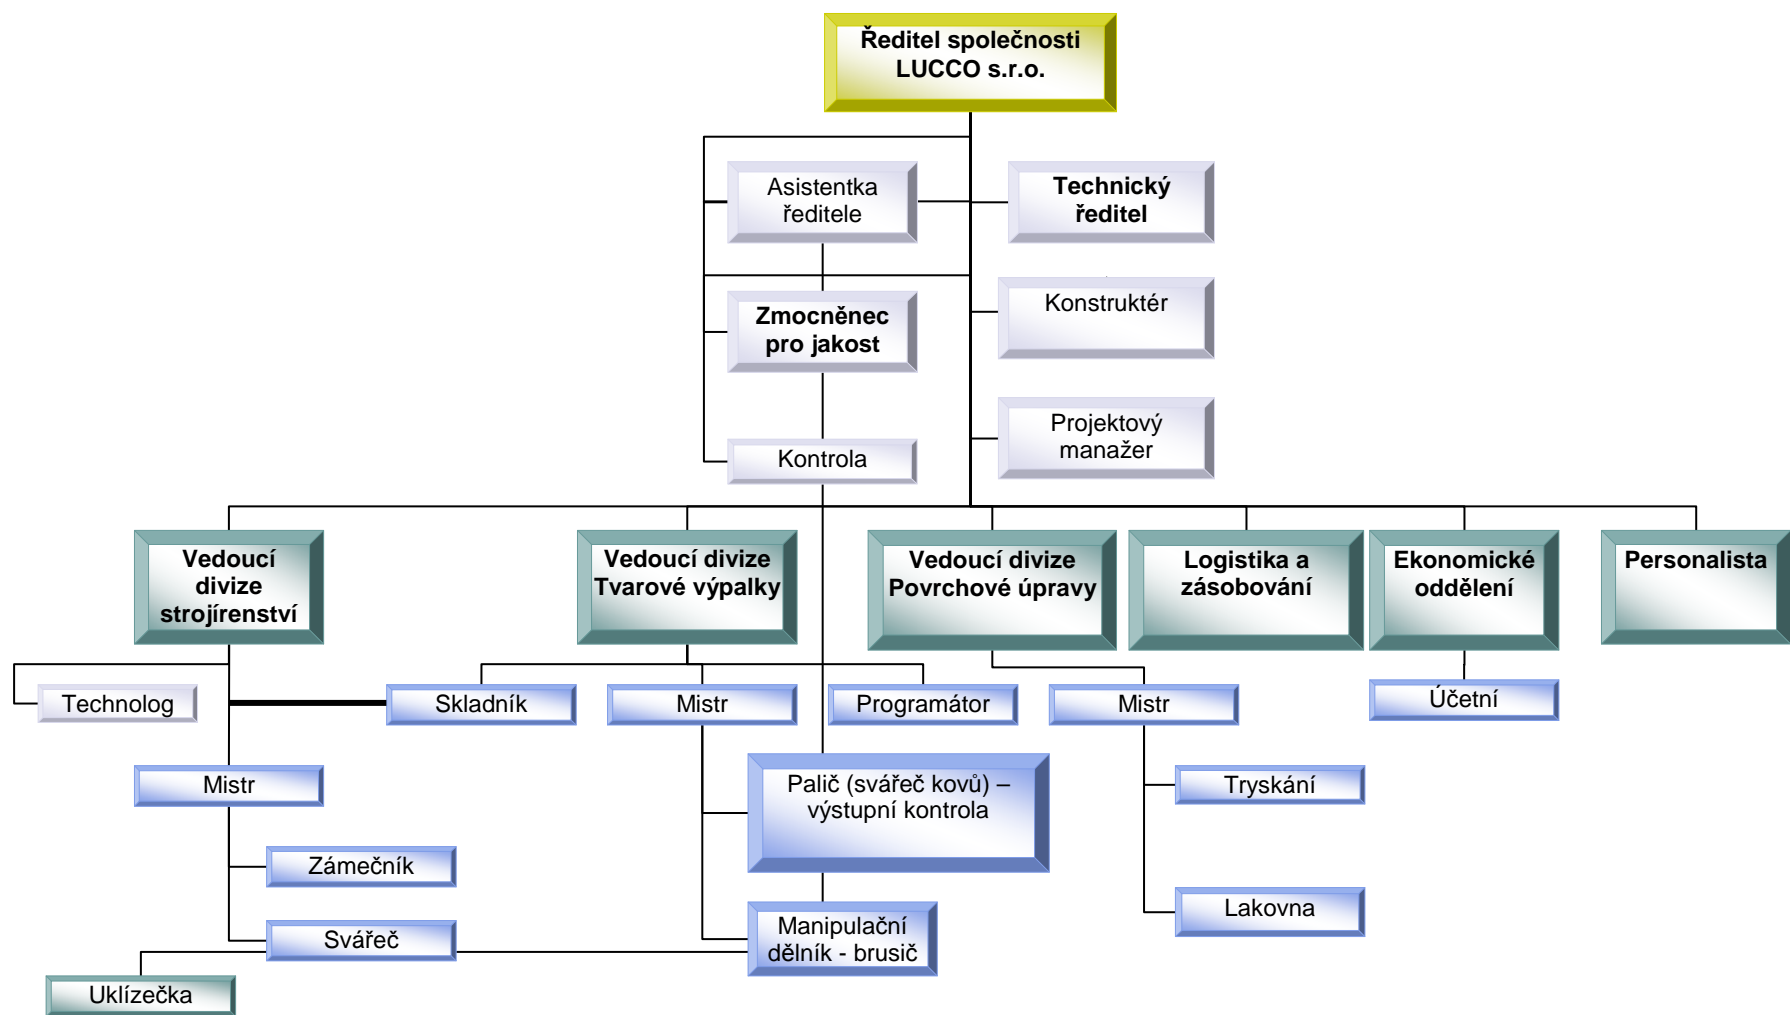 Ředitel společnosti
LUCCO s.r.o.
Asistentka
ředitele
Technický
ředitel
Zmocněnec
pro jakost
Konstruktér
Projektový
manažer
Kontrola
Vedoucí
divize
strojírenství
Vedoucí divize
Tvarové výpalky
Vedoucí divize
Povrchové úpravy
Logistika a
zásobování
Ekonomické
oddělení
Personalista
Technolog
Skladník
Mistr
Programátor
Mistr
Účetní
Mistr
Palič (svářeč kovů) –
výstupní kontrola
Tryskání
Zámečník
Lakovna
Svářeč
Manipulační
dělník - brusič
Uklízečka